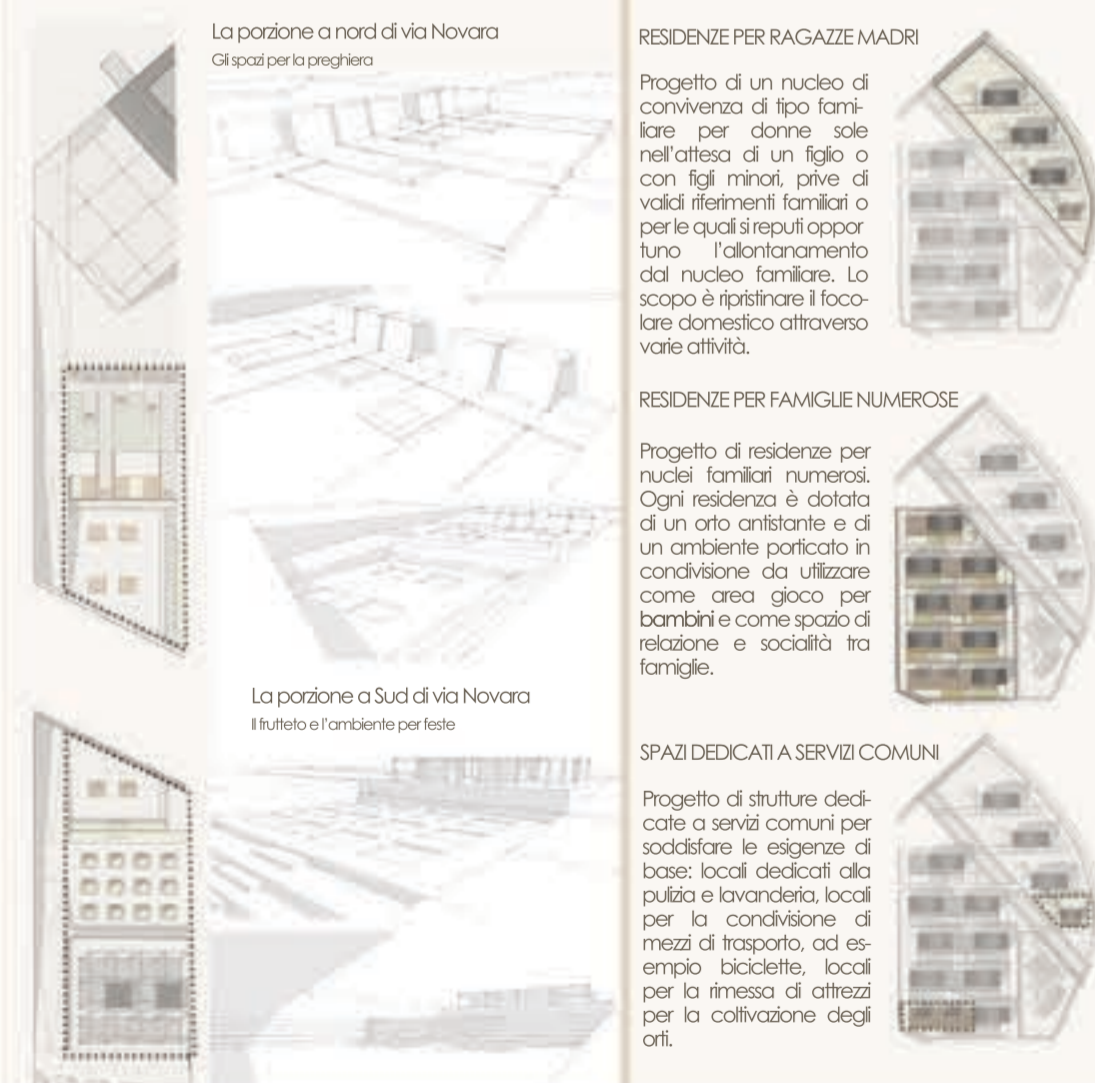 La porzione a nord di via Novara
Gli spazi per la preghiera
La porzione a Sud di via Novara
Il frutteto e l'ambiente per feste
RESIDENZE PER RAGAZZE MADRI
Progetto di un nucleo di
convivenza di tipo fami-
liare per donne sole
nell'attesa di un figlio o
con figli minori, prive di
validi riferimenti familiari o
per le quali si reputi oppor
tuno l'allontanamento
dal nucleo familiare. Lo
scopo è ripristinare il foco-
lare domestico attraverso
varie attività.
RESIDENZE PER FAMIGLIE NUMEROSE
Progetto di residenze per
nuclei familiari numerosi.
Ogni residenza è dotata
di un orto antistante e di
un ambiente porticato in
condivisione da utilizzare
come area gioco per
bambini e come spazio di
relazione e socialità tra
famiglie.
SPAZI DEDICATI A SERVIZI COMUNI
Progetto di strutture dedi-
cate a servizi comuni per
soddisfare le esigenze di
base: locali dedicati alla
pulizia e lavanderia, locali
per la condivisione di
mezzi di trasporto, ad es-
empio biciclette, locali
per la rimessa di attrezzi
per la coltivazione degli
orti.